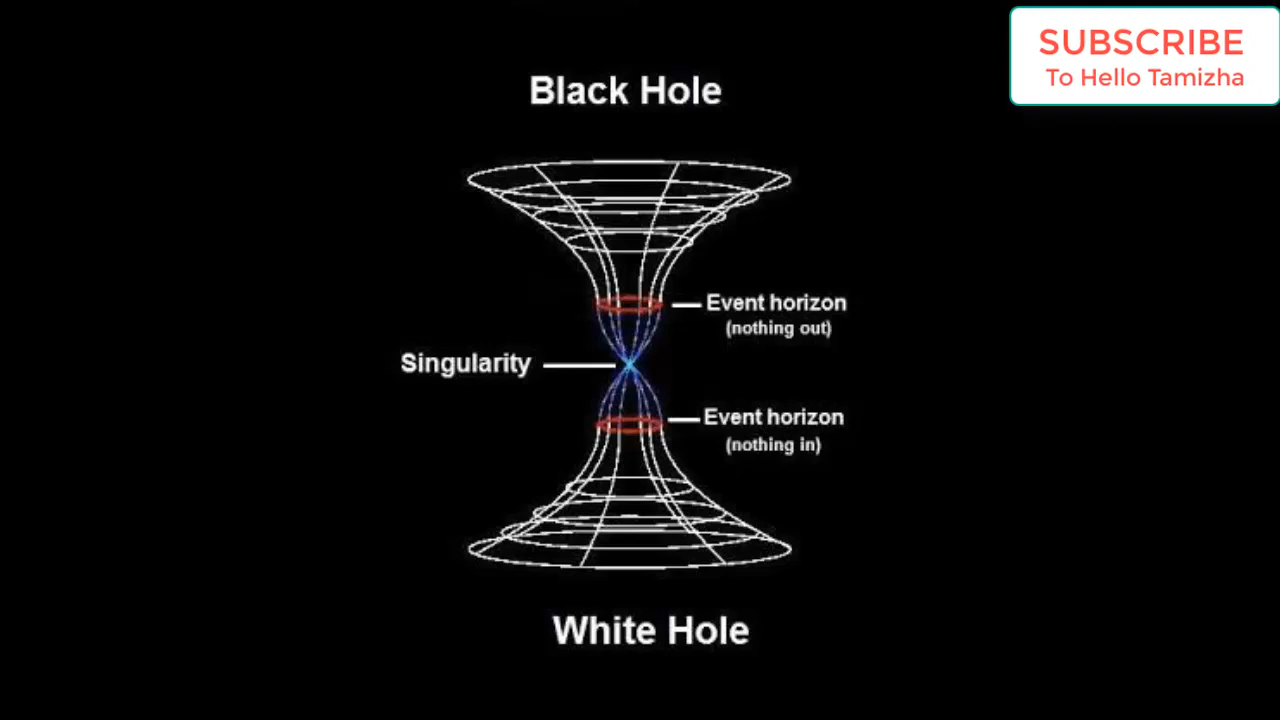 SUBSCRIBE
To Hello Tamizha
Black Hole
Event horizon
(nothing out)
Singularity
Event horizon
(nothing in)
White Hole